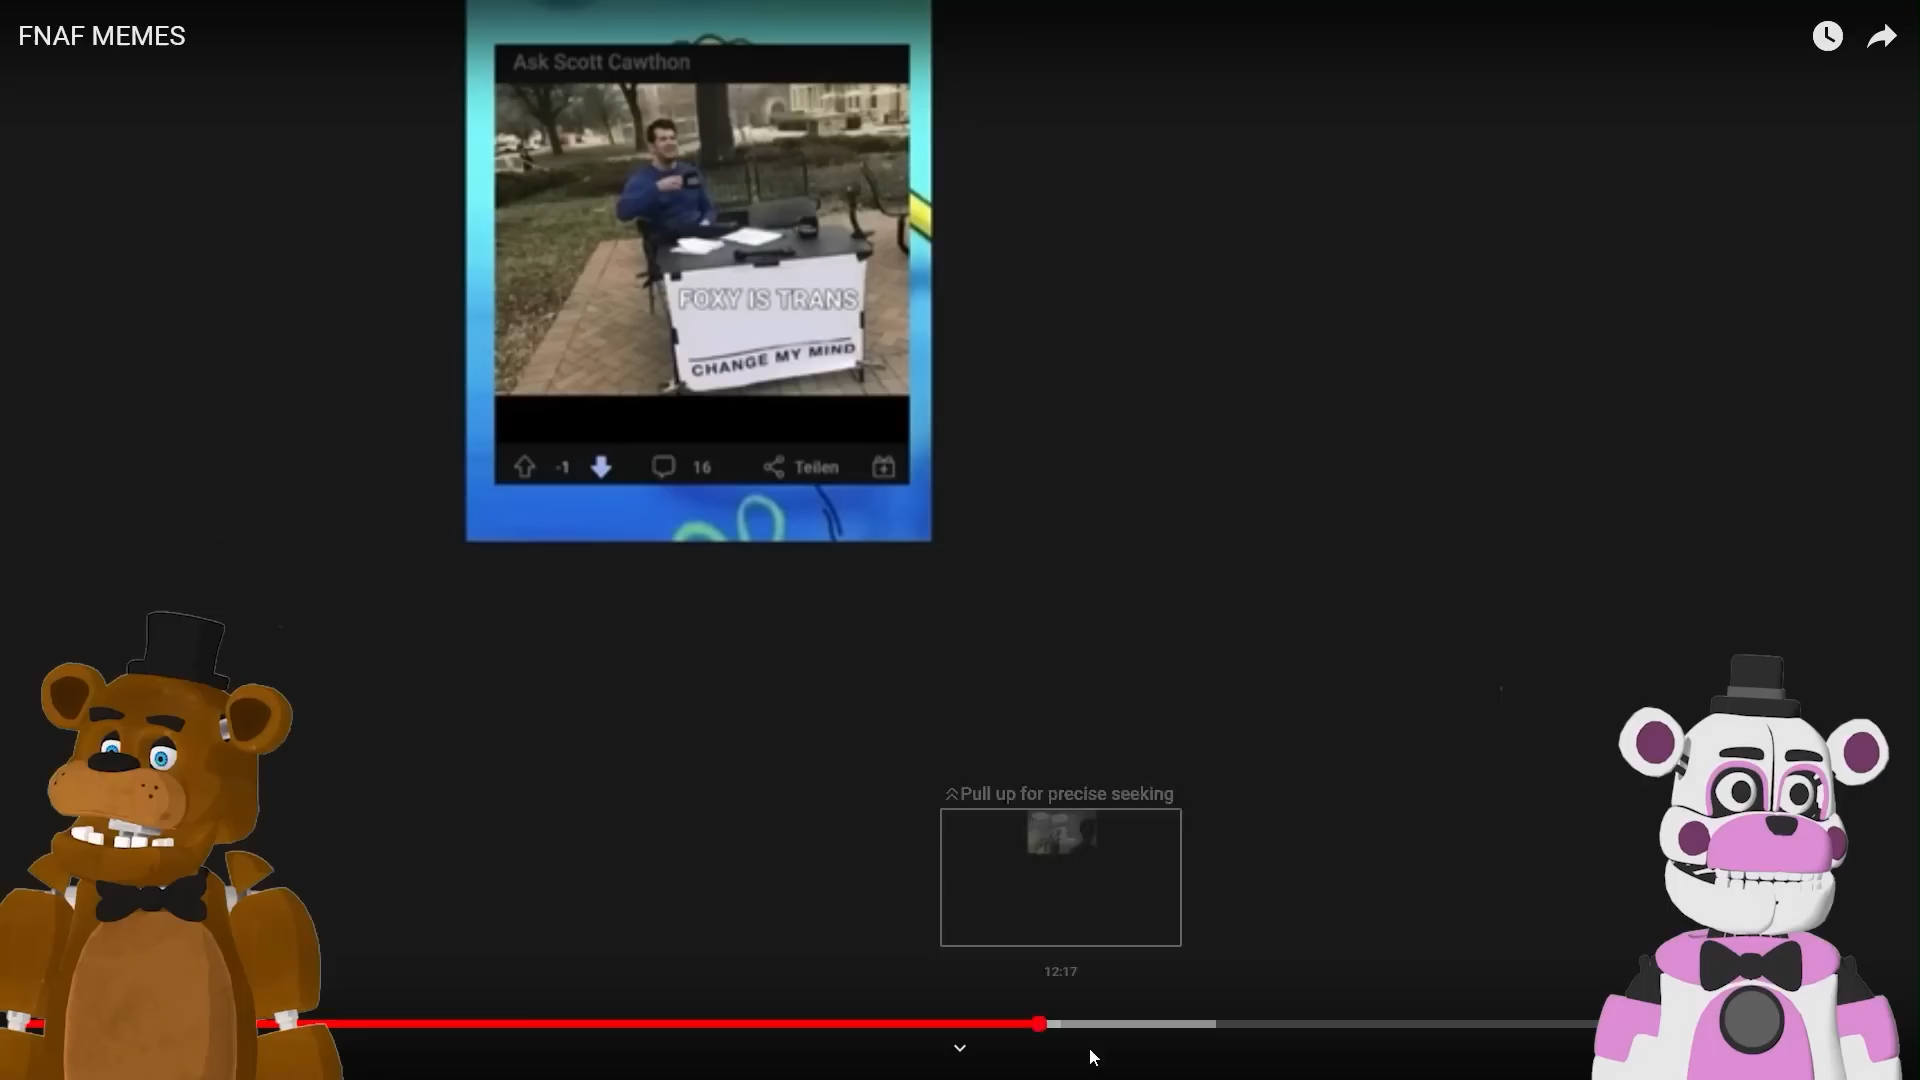 FNAF MEMES
Ask Scott Cawthon
FOXY IS TRANS
CHANGE MY MIND
-1
16
Teilen
Pull up for precise seeking
12:17